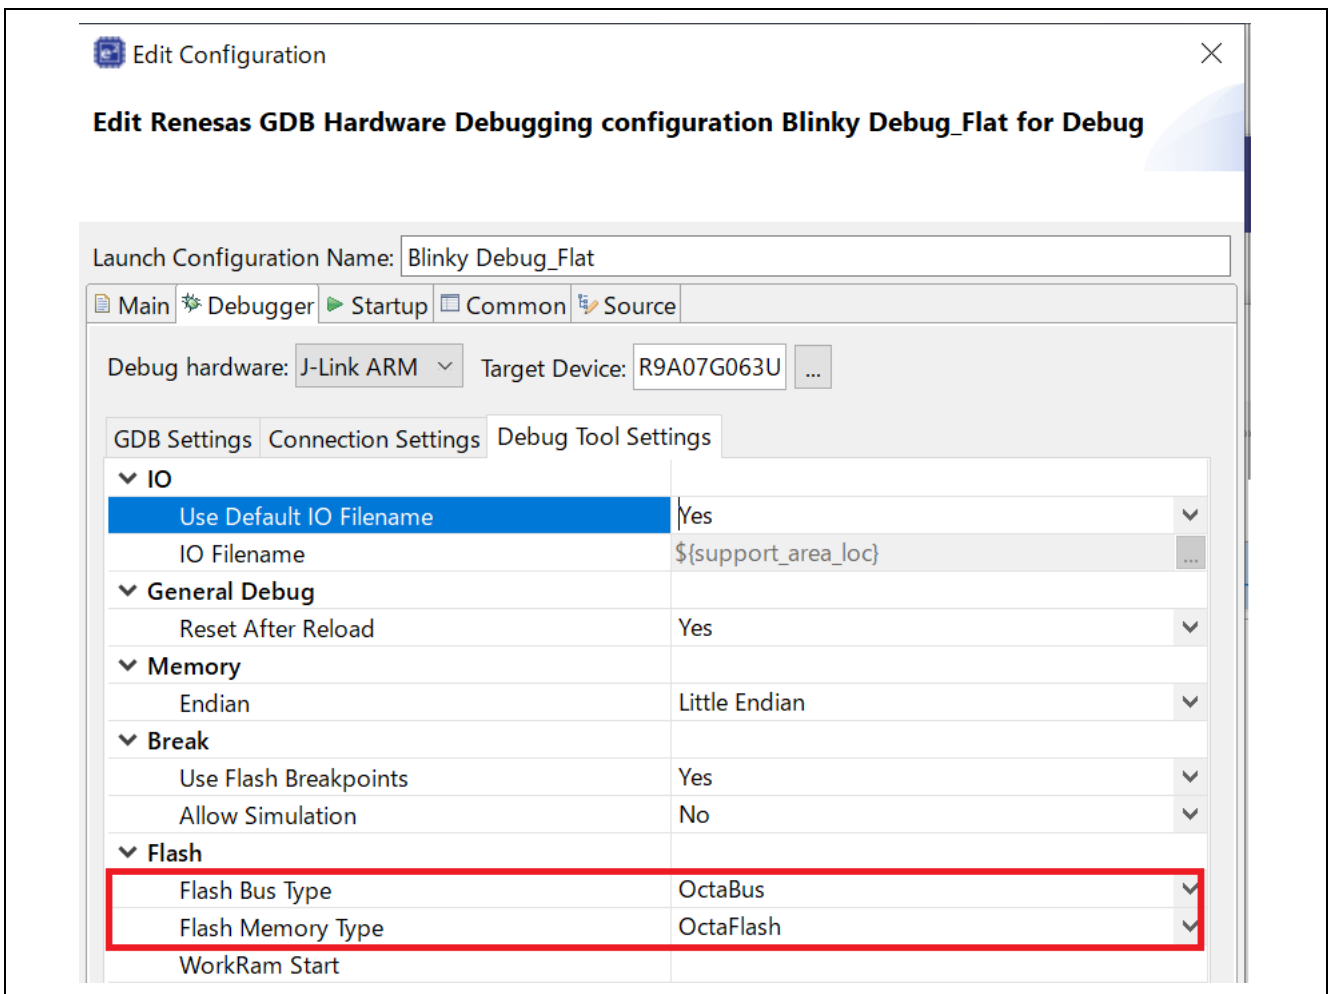 Edit Configuration
Edit Renesas GDB Hardware Debugging configuration Blinky Debug_Flat for Debug
Launch Configuration Name: Blinky Debug_Flat
Main Debugger Startup Common Source
Debug hardware: J-Link ARM Target Device: R9A07G063U ...
GDB Settings Connection Settings Debug Tool Settings
IO
Use Default IO Filename Yes
IO Filename ${support_area_loc} ...
General Debug
Reset After Reload Yes
Memory
Endian Little Endian
Break
Use Flash Breakpoints Yes
Allow Simulation No
Flash
Flash Bus Type OctaBus
Flash Memory Type OctaFlash
WorkRam Start